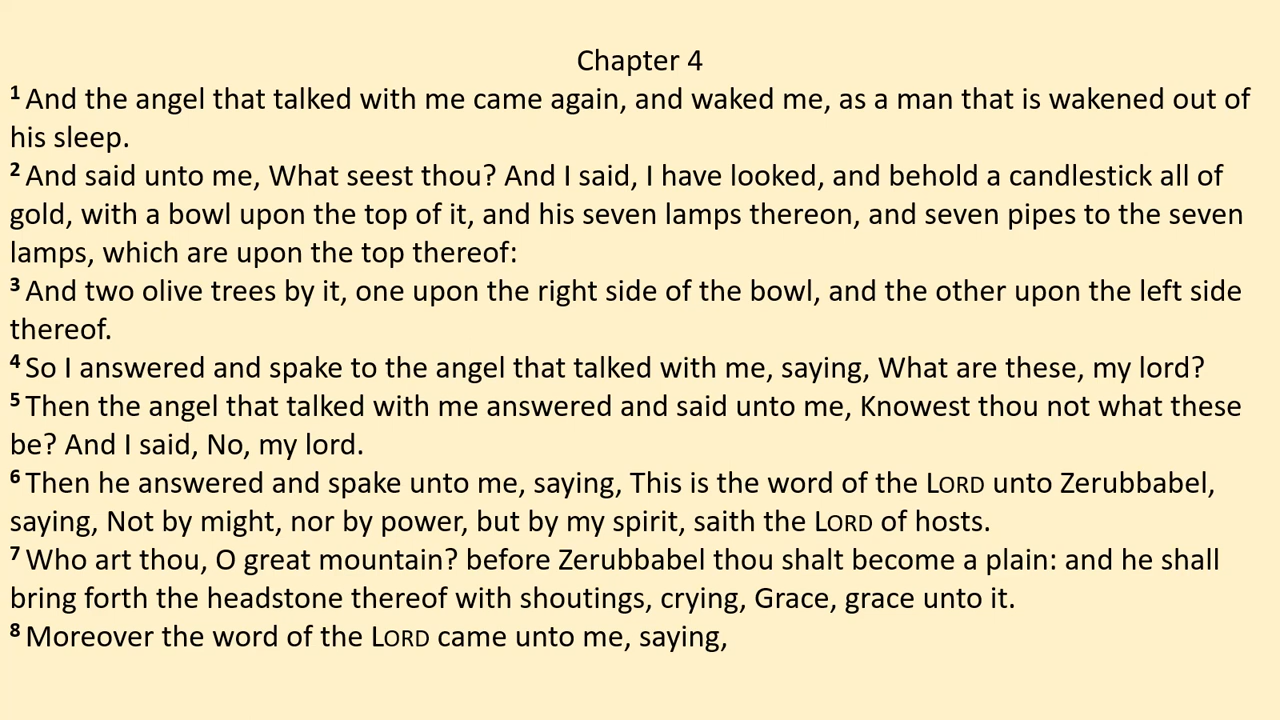 Chapter 4
1 And the angel that talked with me came again, and waked me, as a man that is wakened out of
his sleep.
2 And said unto me, What seest thou? And I said, I have looked, and behold a candlestick all of
gold, with a bowl upon the top of it, and his seven lamps thereon, and seven pipes to the seven
lamps, which are upon the top thereof:
3 And two olive trees by it, one upon the right side of the bowl, and the other upon the left side
thereof.
4 So I answered and spake to the angel that talked with me, saying, What are these, my lord?
5 Then the angel that talked with me answered and said unto me, Knowest thou not what these
be? And I said, No, my lord.
6 Then he answered and spake unto me, saying, This is the word of the LORD unto Zerubbabel,
saying, Not by might, nor by power, but by my spirit, saith the LORD of hosts.
7 Who art thou, O great mountain? before Zerubbabel thou shalt become a plain: and he shall
bring forth the headstone thereof with shoutings, crying, Grace, grace unto it.
8 Moreover the word of the LORD came unto me, saying,